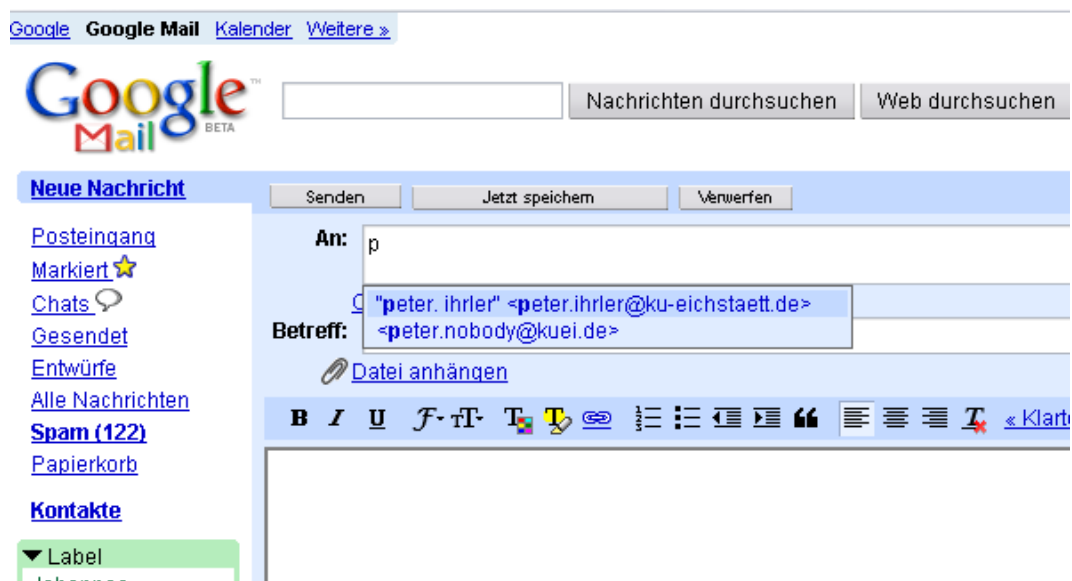 Google Google Mail Kalender Weitere »
Google™
Mail BETA
Nachrichten durchsuchen Web durchsuchen
Neue Nachricht
Senden Jetzt speichern Verwerfen
Posteingang
Markiert
Chats
Gesendet
Entwürfe
Alle Nachrichten
Spam (122)
Papierkorb
Kontakte
Label
An: p
"peter. ihrler" <peter.ihrler@ku-eichstaett.de>
<peter.nobody@kuei.de>
Betreff:
Datei anhängen
B I U
« Klart